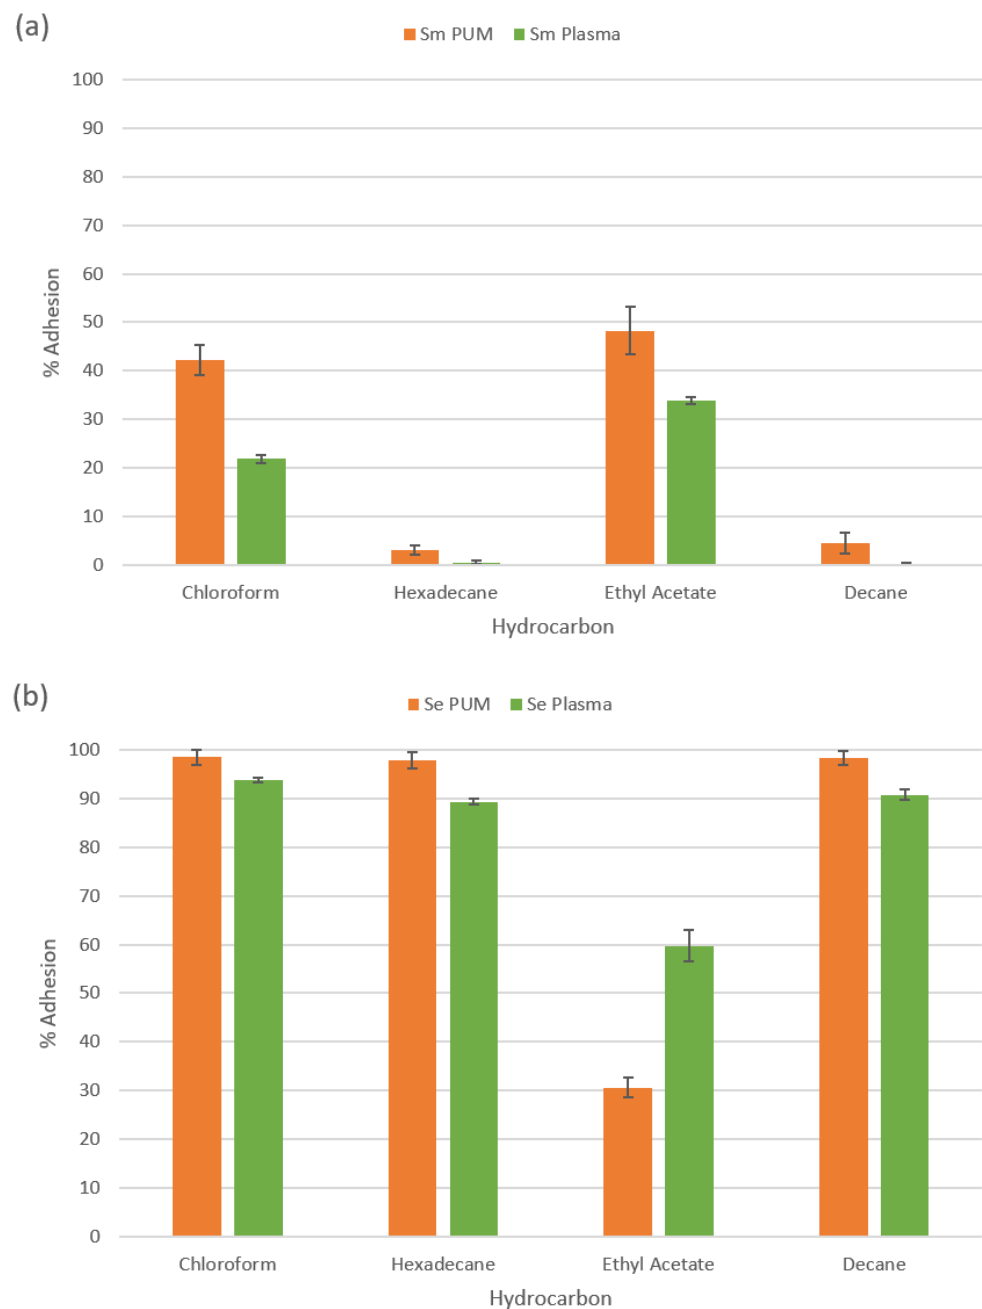 (a)
Sm PUM Sm Plasma
100
90
80
70
60
50
40
30
20
10
0
% Adhesion
Chloroform Hexadecane Ethyl Acetate Decane
Hydrocarbon
(b)
Se PUM Se Plasma
100
90
80
70
60
50
40
30
20
10
0
% Adhesion
Chloroform Hexadecane Ethyl Acetate Decane
Hydrocarbon